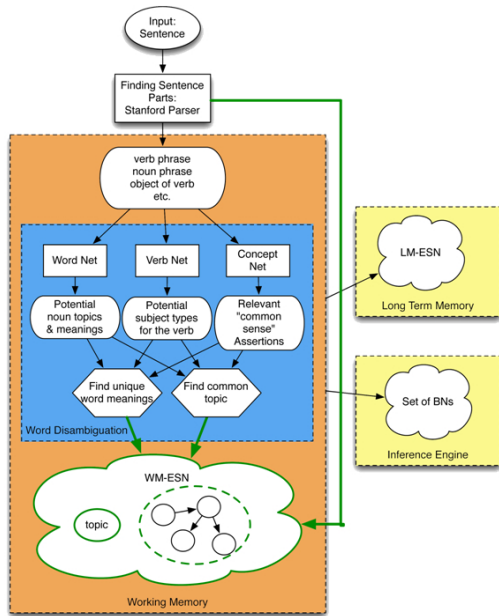 Input:
Sentence
Finding Sentence
Parts:
Stanford Parser
verb phrase
noun phrase
object of verb
etc.
Word Net
Verb Net
Concept
Net
Potential
noun topics
& meanings
Potential
subject types
for the verb
Relevant
"common
sense"
Assertions
Find unique
word meanings
Find common
topic
Word Disambiguation
WM-ESN
topic
Working Memory
LM-ESN
Long Term Memory
Set of BNs
Inference Engine